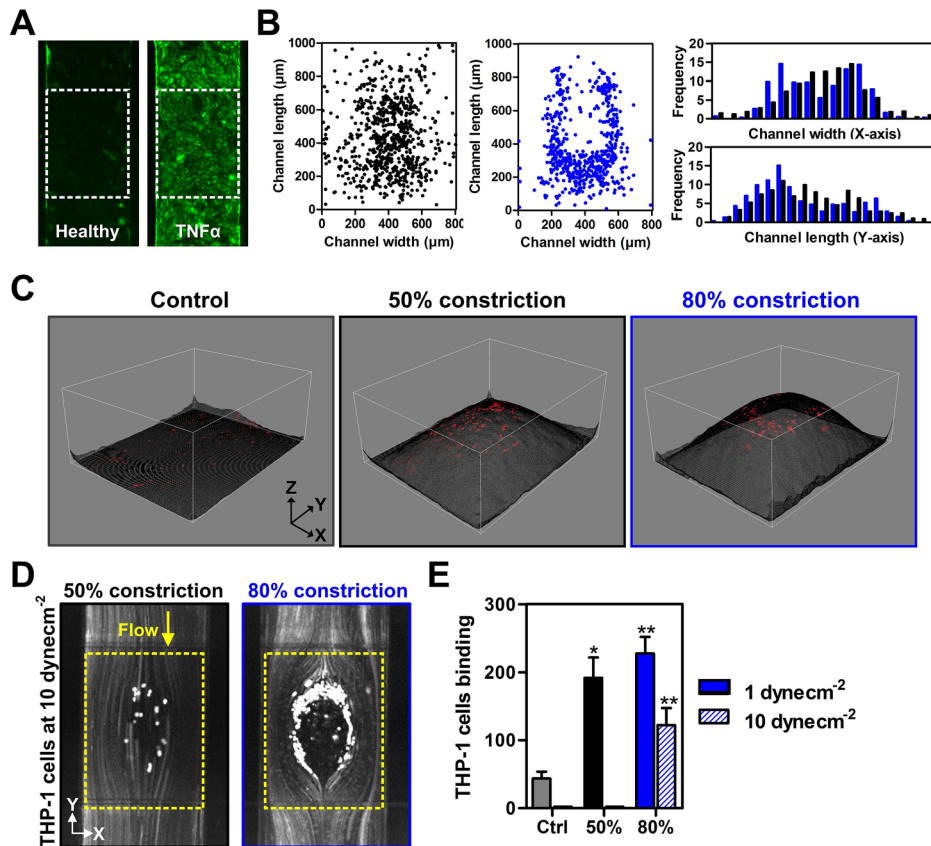 A
Healthy
TNFα
B
Channel length (µm)
1000
800
600
400
200
0
0 200 400 600 800
Channel width (µm)
Channel length (µm)
1000
800
600
400
200
0
0 200 400 600 800
Channel width (µm)
Frequency
20
15
10
5
0
Channel width (X-axis)
Frequency
20
15
10
5
0
Channel length (Y-axis)
C
Control
50% constriction
80% constriction
Z
Y
X
D
THP-1 cells at 10 dynecm-2
50% constriction
80% constriction
Flow
Y
X
E
THP-1 cells binding
300
200
100
0
*
**
**
Ctrl 50% 80%
1 dynecm-2
10 dynecm-2